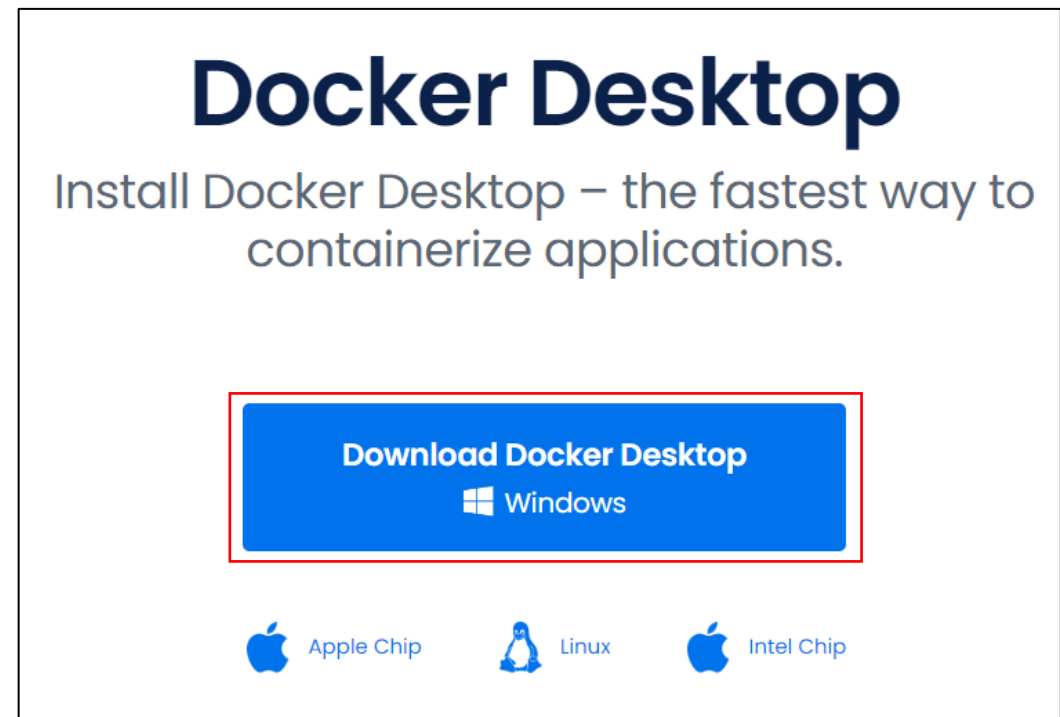 Docker Desktop
Install Docker Desktop – the fastest way to
containerize applications.
Download Docker Desktop
Windows
Apple Chip
Linux
Intel Chip